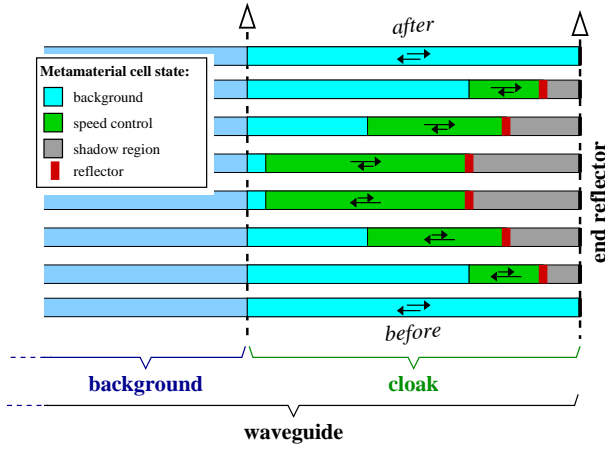 after
Metamaterial cell state:
background
speed control
shadow region
reflector
end reflector
before
background
cloak
waveguide